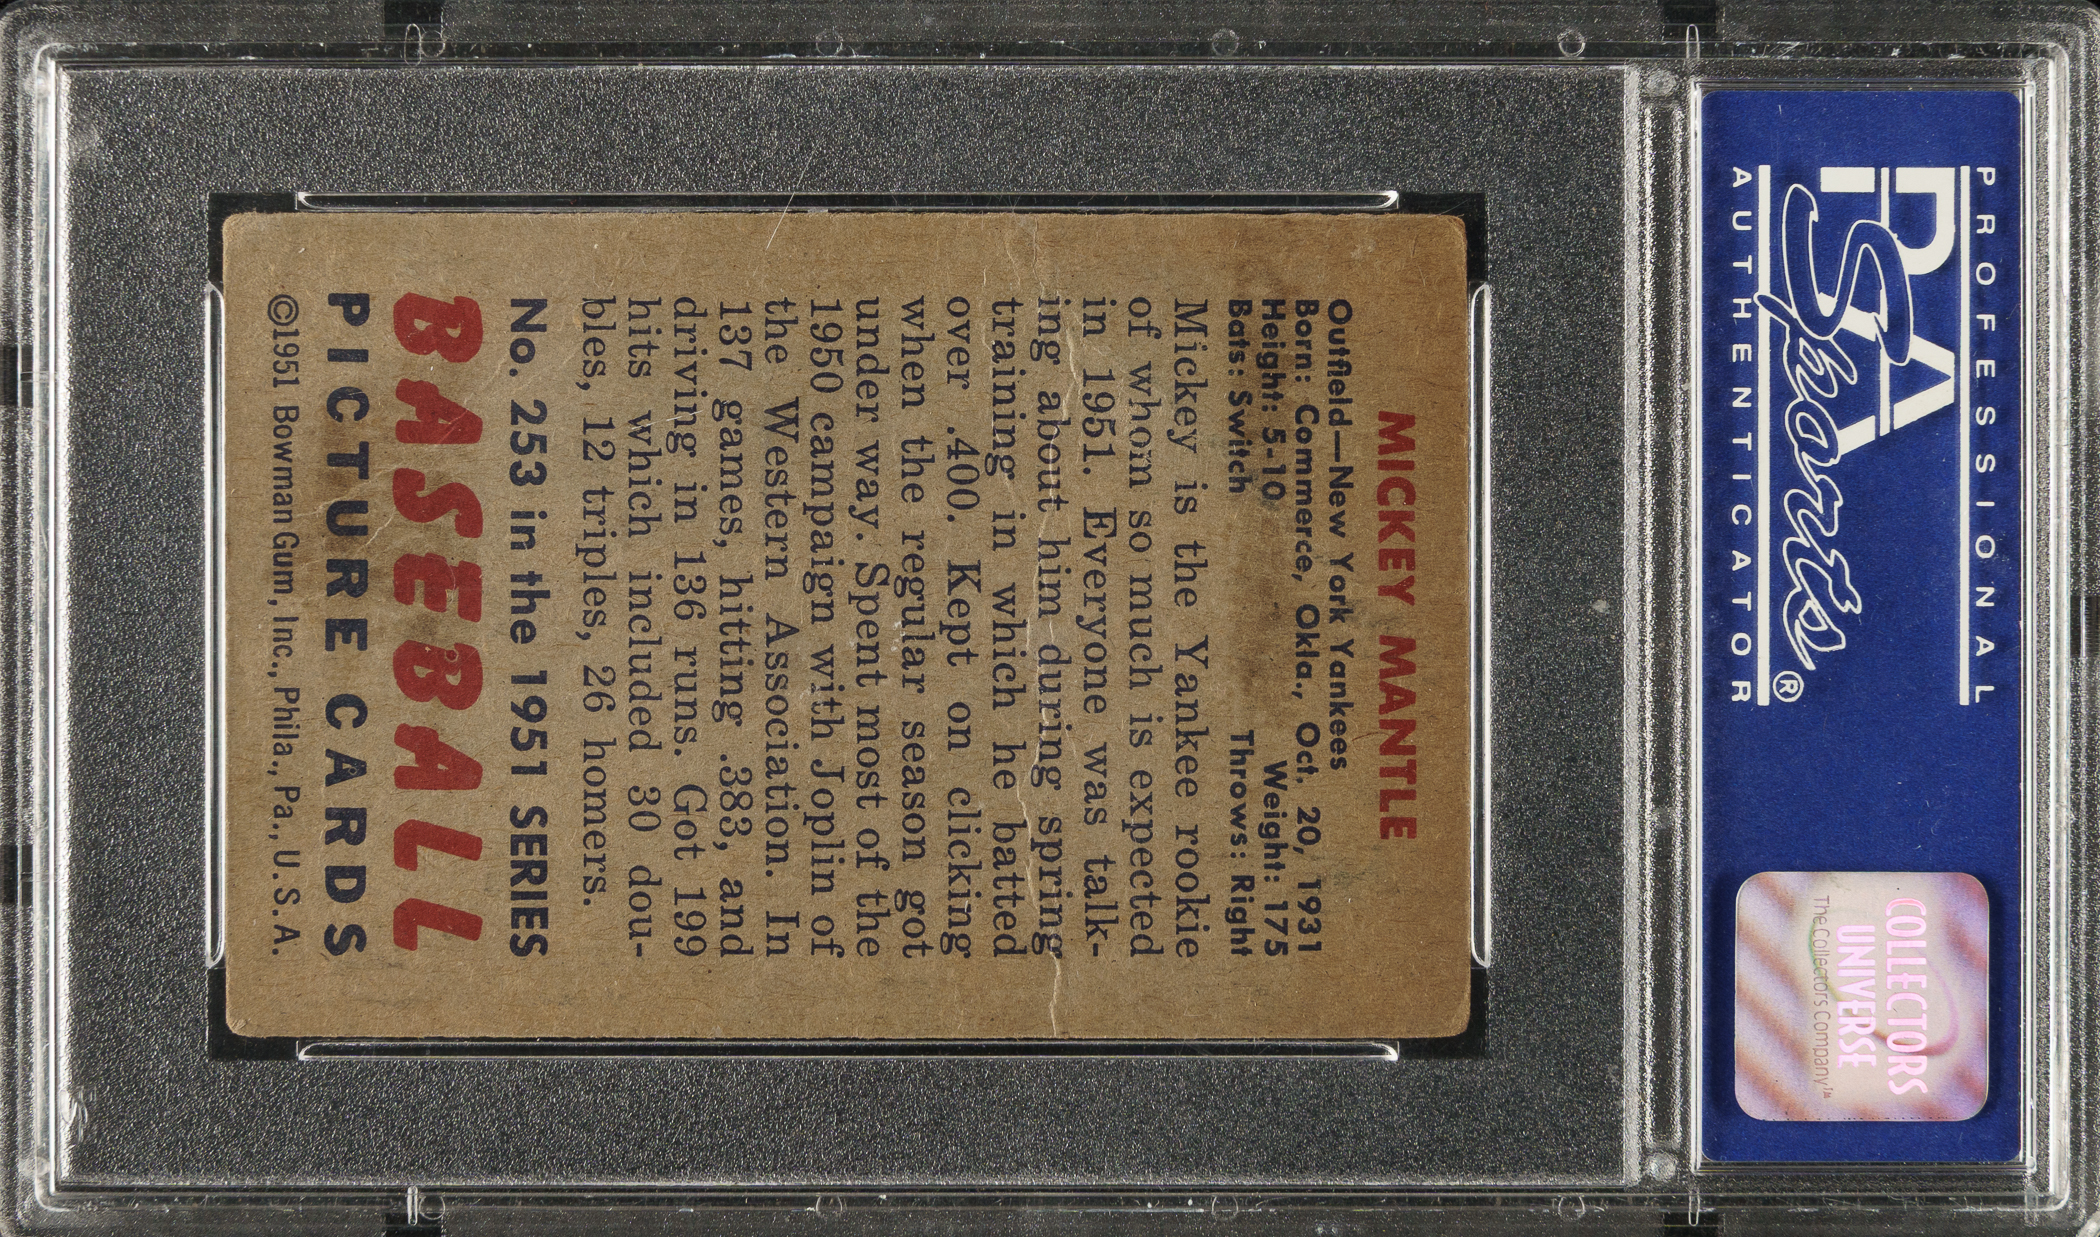 PROFESSIONAL
PSA
Sports®
AUTHENTICATOR
COLLECTORS
UNIVERSE
The Collectors Company™
MICKEY MANTLE
Outfield—New York Yankees
Born: Commerce, Okla., Oct. 20, 1931
Height: 5-10 Weight: 175
Bats: Switch Throws: Right
Mickey is the Yankee rookie
of whom so much is expected
in 1951. Everyone was talk-
ing about him during spring
training in which he batted
over .400. Kept on clicking
when the regular season got
under way. Spent most of the
1950 campaign with Joplin of
the Western Association. In
137 games, hitting .383, and
driving in 136 runs. Got 199
hits which included 30 dou-
bles, 12 triples, 26 homers.
No. 253 in the 1951 SERIES
BASEBALL
PICTURE CARDS
©1951 Bowman Gum, Inc., Phila., Pa., U.S.A.